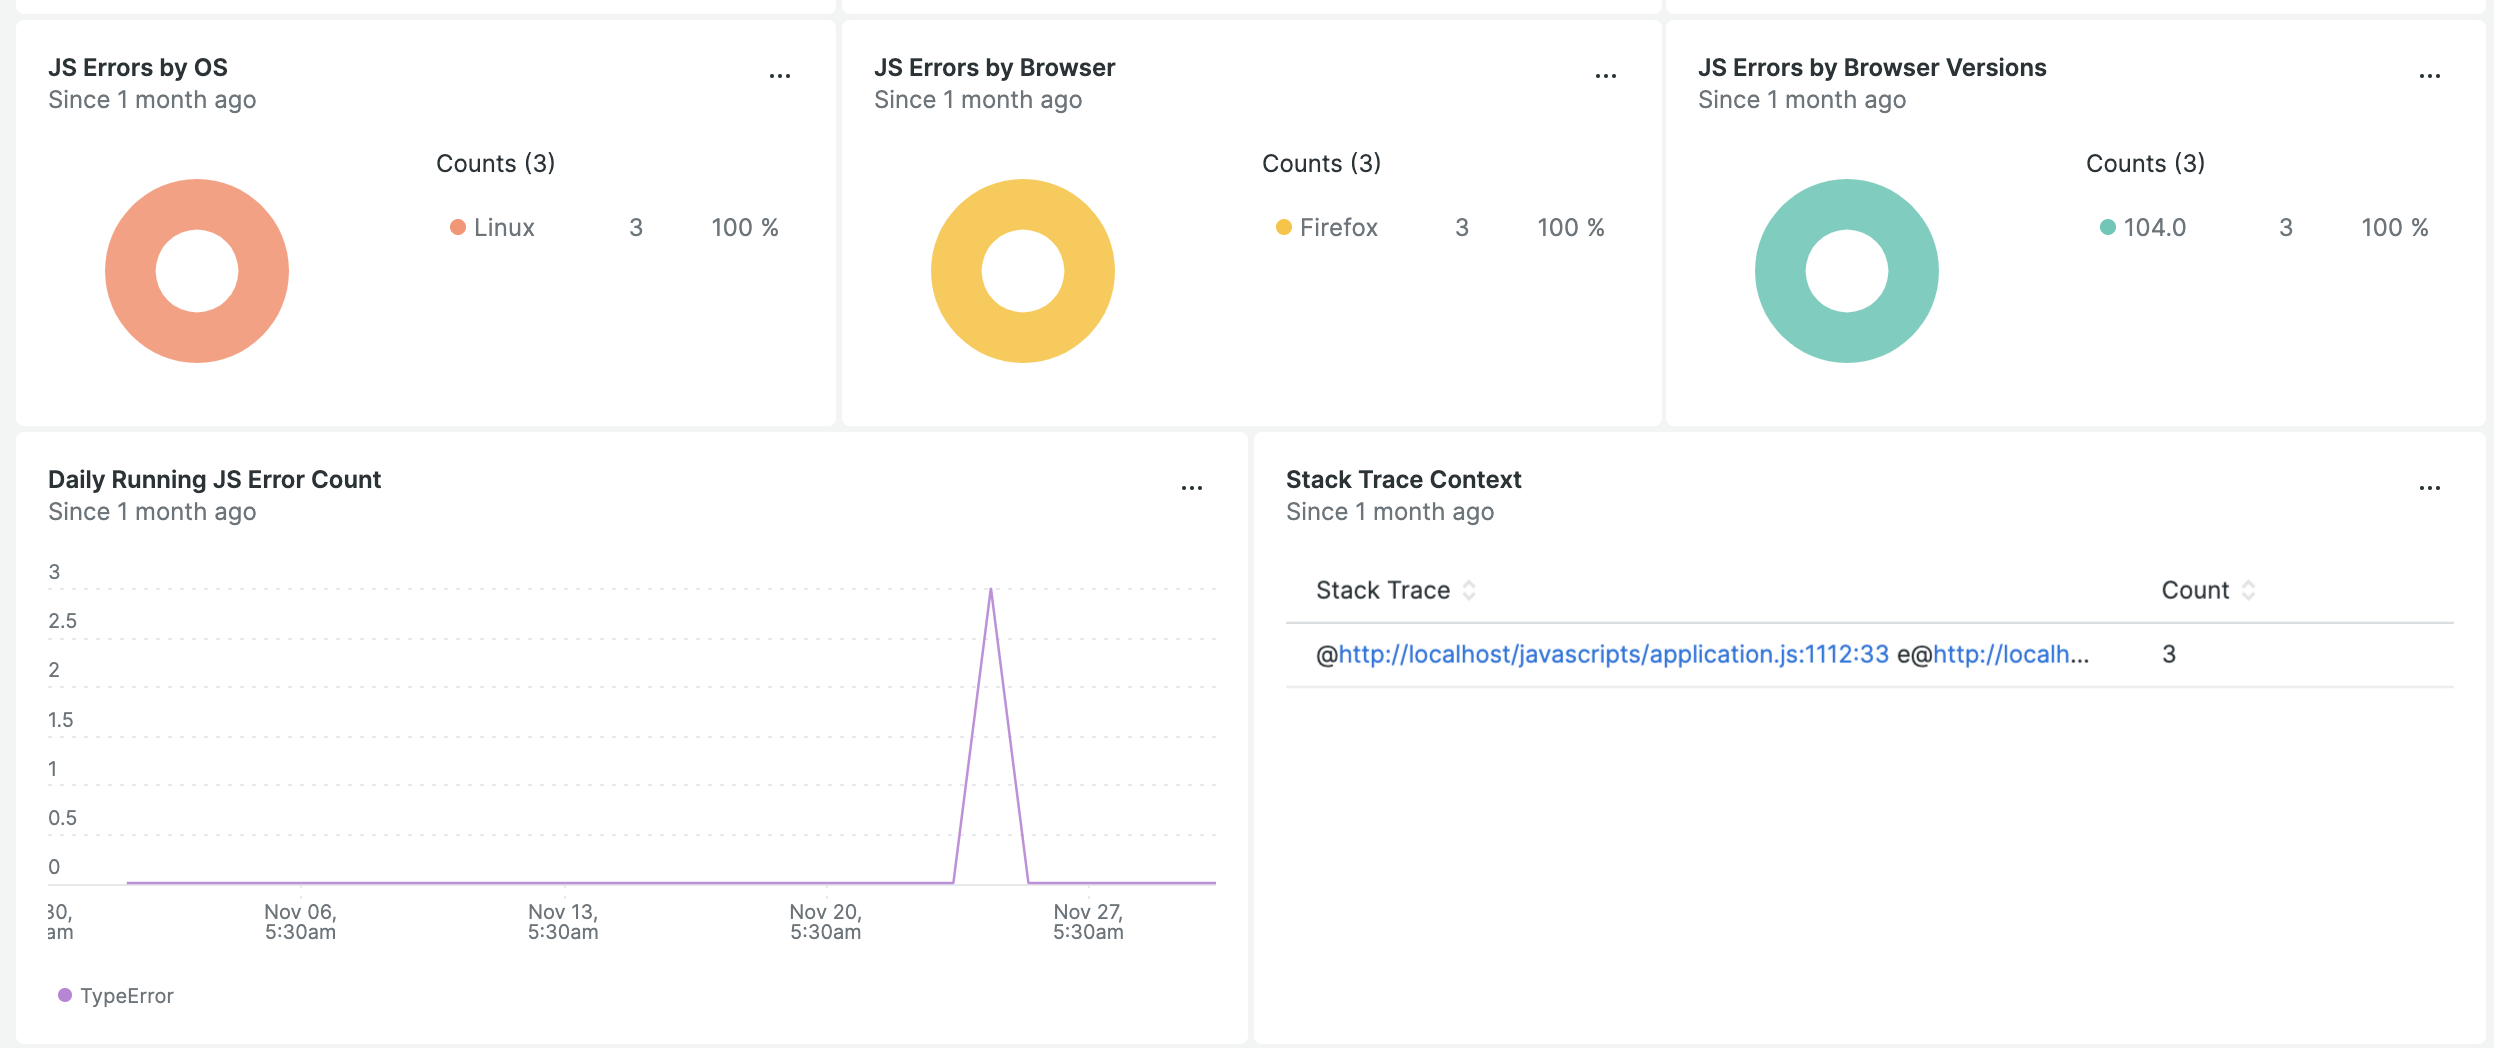 JS Errors by OS
Since 1 month ago
Counts (3)
Linux 3 100 %
JS Errors by Browser
Since 1 month ago
Counts (3)
Firefox 3 100 %
JS Errors by Browser Versions
Since 1 month ago
Counts (3)
104.0 3 100 %
Daily Running JS Error Count
Since 1 month ago
3
2.5
2
1.5
1
0.5
0
30,
am
Nov 06,
5:30am
Nov 13,
5:30am
Nov 20,
5:30am
Nov 27,
5:30am
TypeError
Stack Trace Context
Since 1 month ago
Stack Trace Count
@http://localhost/javascripts/application.js:1112:33 e@http://localh... 3